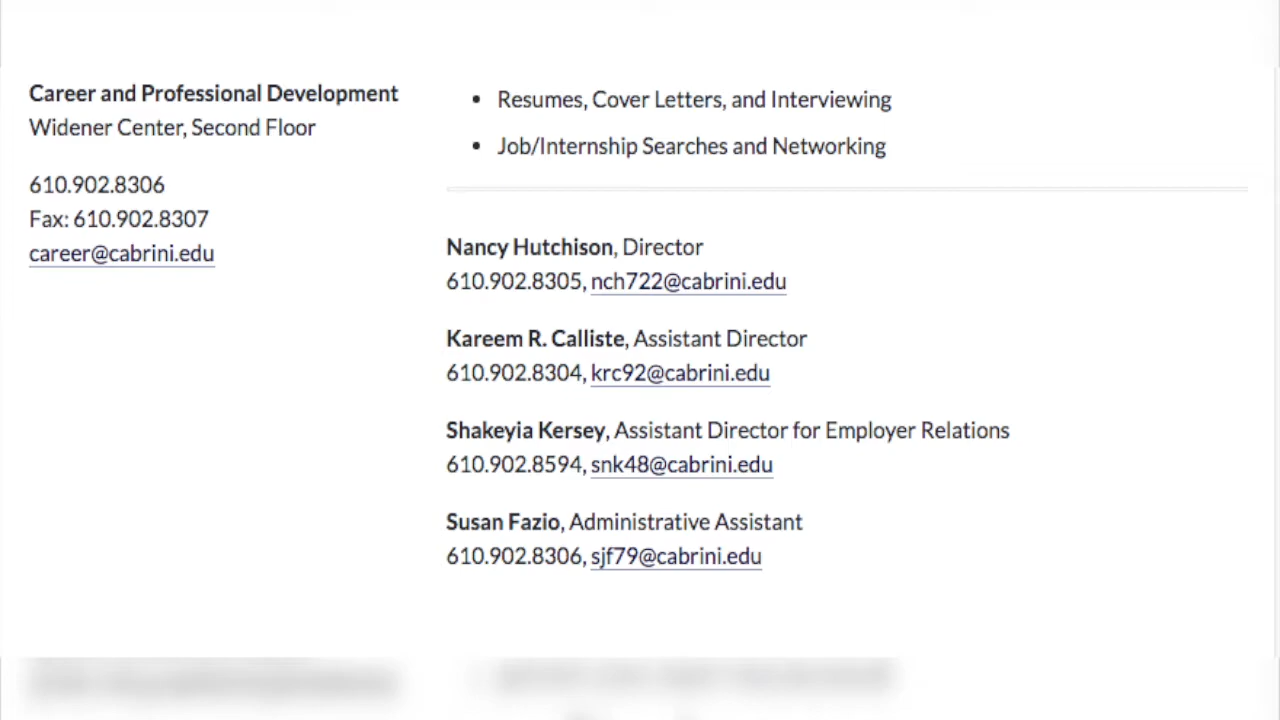 Career and Professional Development
Widener Center, Second Floor
610.902.8306
Fax: 610.902.8307
career@cabrini.edu
• Resumes, Cover Letters, and Interviewing
• Job/Internship Searches and Networking
Nancy Hutchison, Director
610.902.8305, nch722@cabrini.edu
Kareem R. Calliste, Assistant Director
610.902.8304, krc92@cabrini.edu
Shakeyia Kersey, Assistant Director for Employer Relations
610.902.8594, snk48@cabrini.edu
Susan Fazio, Administrative Assistant
610.902.8306, sjf79@cabrini.edu